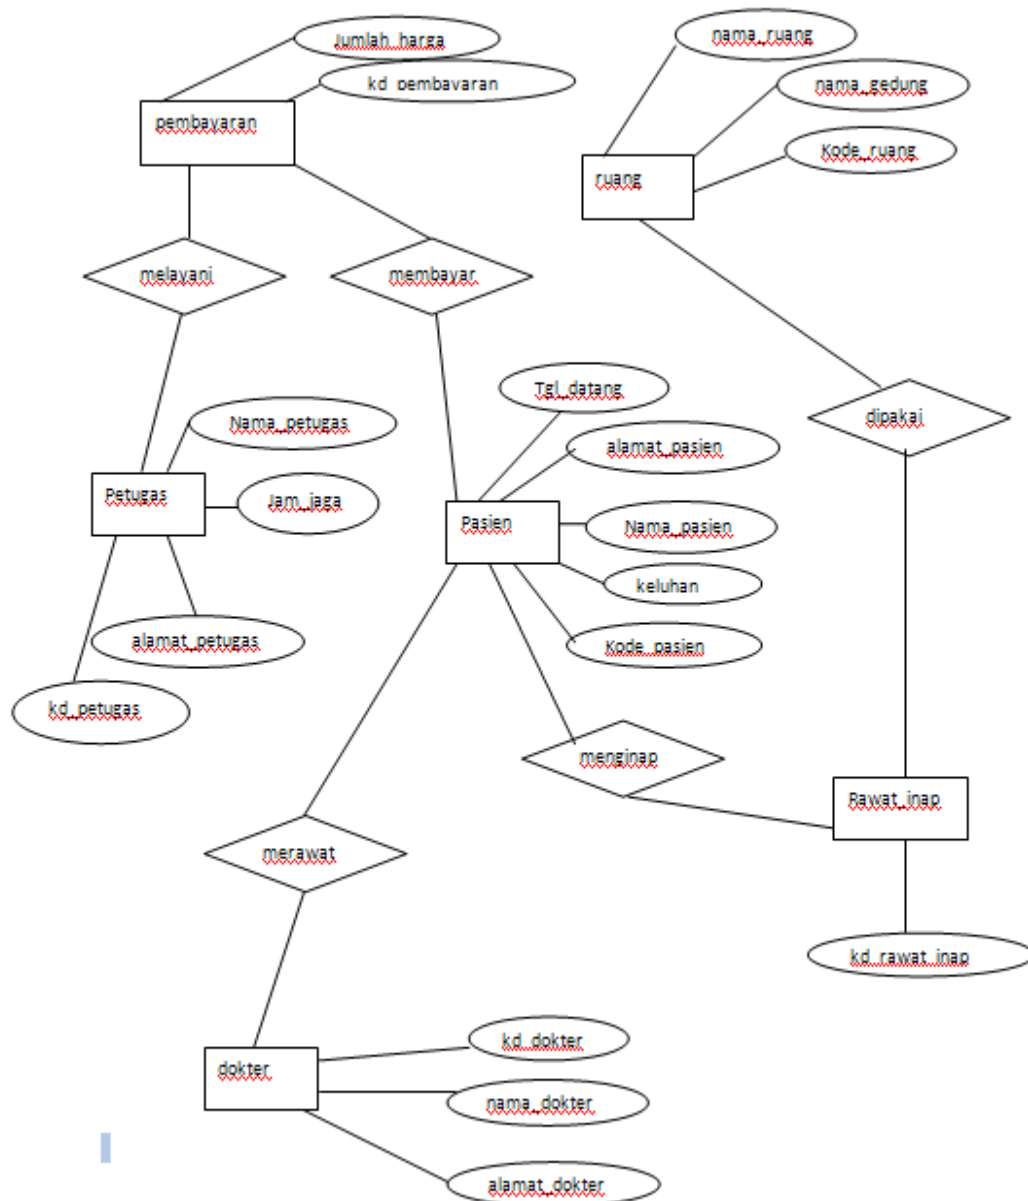 Jumlah_harga
kd_pembayaran
pembayaran
nama_ruang
nama_gedung
Kode_ruang
ruang
melayani
membayar
dipakai
Tgl_datang
alamat_pasien
Nama_pasien
keluhan
Kode_pasien
Pasien
Nama_petugas
Jam_jaga
Petugas
alamat_petugas
kd_petugas
menginap
Rawat_inap
merawat
kd_rawat_inap
kd_dokter
dokter
nama_dokter
alamat_dokter